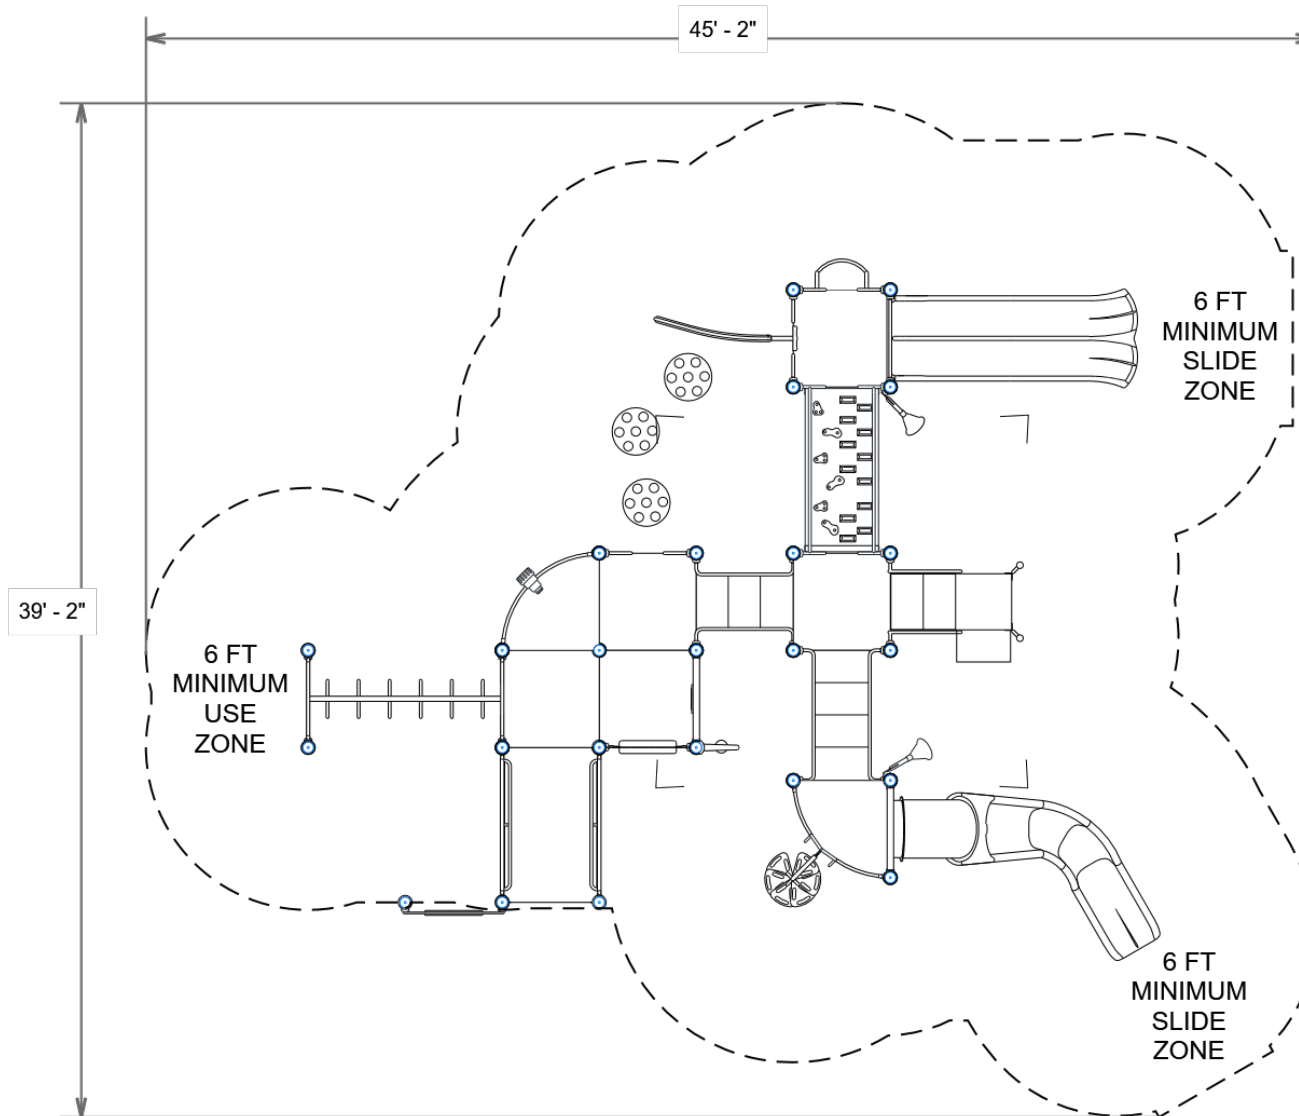 45' - 2"
6 FT
MINIMUM
SLIDE
ZONE
39' - 2"
6 FT
MINIMUM
USE
ZONE
6 FT
MINIMUM
SLIDE
ZONE